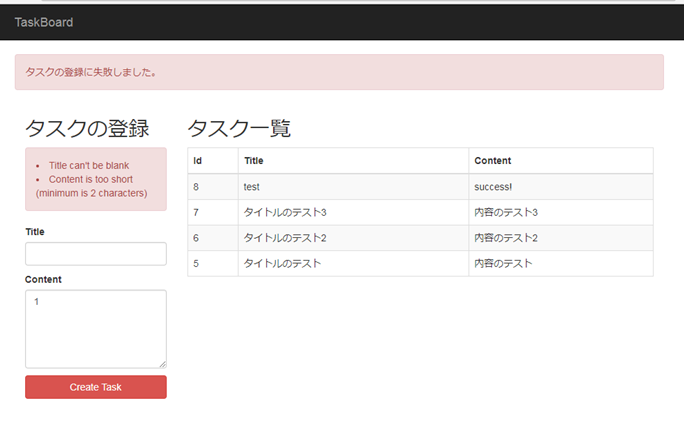 TaskBoard
タスクの登録に失敗しました。
タスクの登録
Title can't be blank
Content is too short
(minimum is 2 characters)
Title
Content
1
Create Task
タスク一覧
Id Title Content
8 test success!
7 タイトルのテスト3 内容のテスト3
6 タイトルのテスト2 内容のテスト2
5 タイトルのテスト 内容のテスト